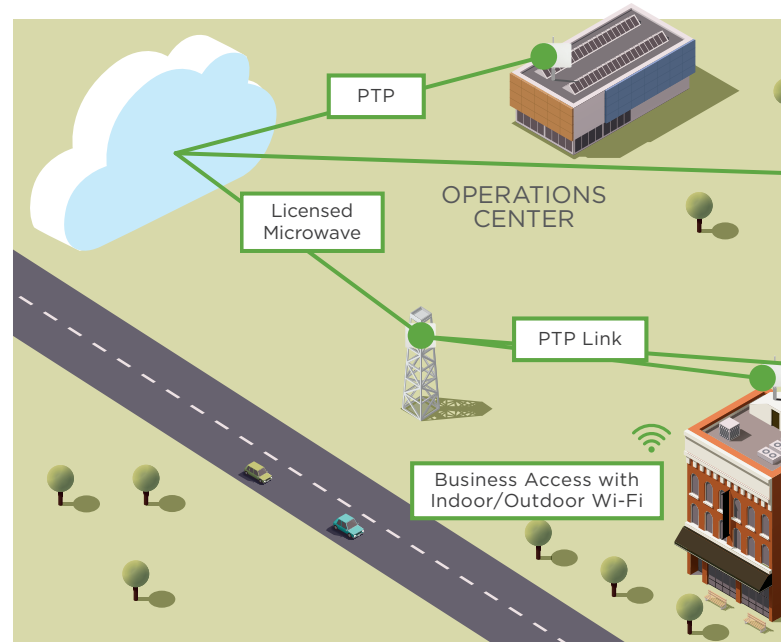 PTP
OPERATIONS
CENTER
Licensed
Microwave
PTP Link
Business Access with
Indoor/Outdoor Wi-Fi